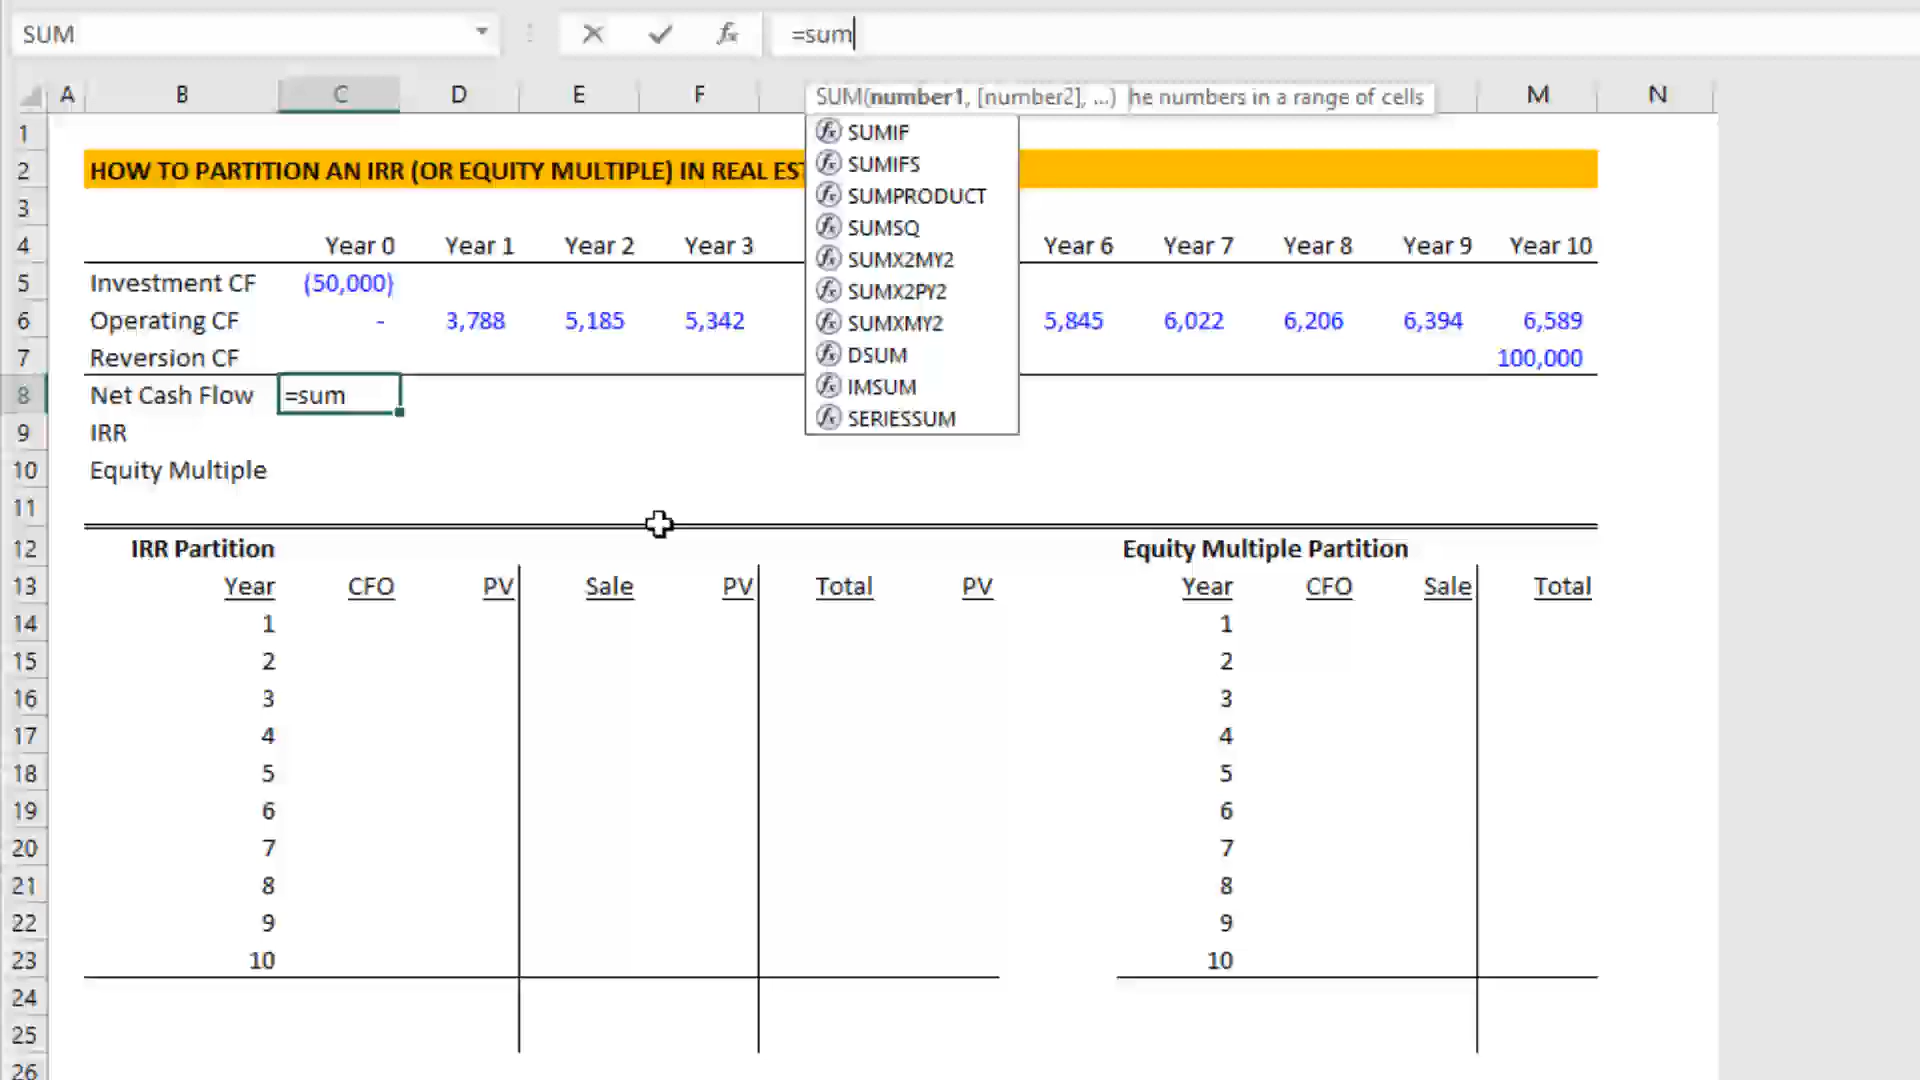 SUM =sum
A B C D E F M N
SUM(number1, [number2], ...) he numbers in a range of cells
SUMIF
SUMIFS
SUMPRODUCT
SUMSQ
SUMX2MY2
SUMX2PY2
SUMXMY2
DSUM
IMSUM
SERIESSUM
1
2 HOW TO PARTITION AN IRR (OR EQUITY MULTIPLE) IN REAL EST
3
4 Year 0 Year 1 Year 2 Year 3 Year 6 Year 7 Year 8 Year 9 Year 10
5 Investment CF (50,000)
6 Operating CF - 3,788 5,185 5,342 5,845 6,022 6,206 6,394 6,589
7 Reversion CF 100,000
8 Net Cash Flow =sum
9 IRR
10 Equity Multiple
11
12 IRR Partition Equity Multiple Partition
13 Year CFO PV Sale PV Total PV Year CFO Sale Total
14 1 1
15 2 2
16 3 3
17 4 4
18 5 5
19 6 6
20 7 7
21 8 8
22 9 9
23 10 10
24
25
26